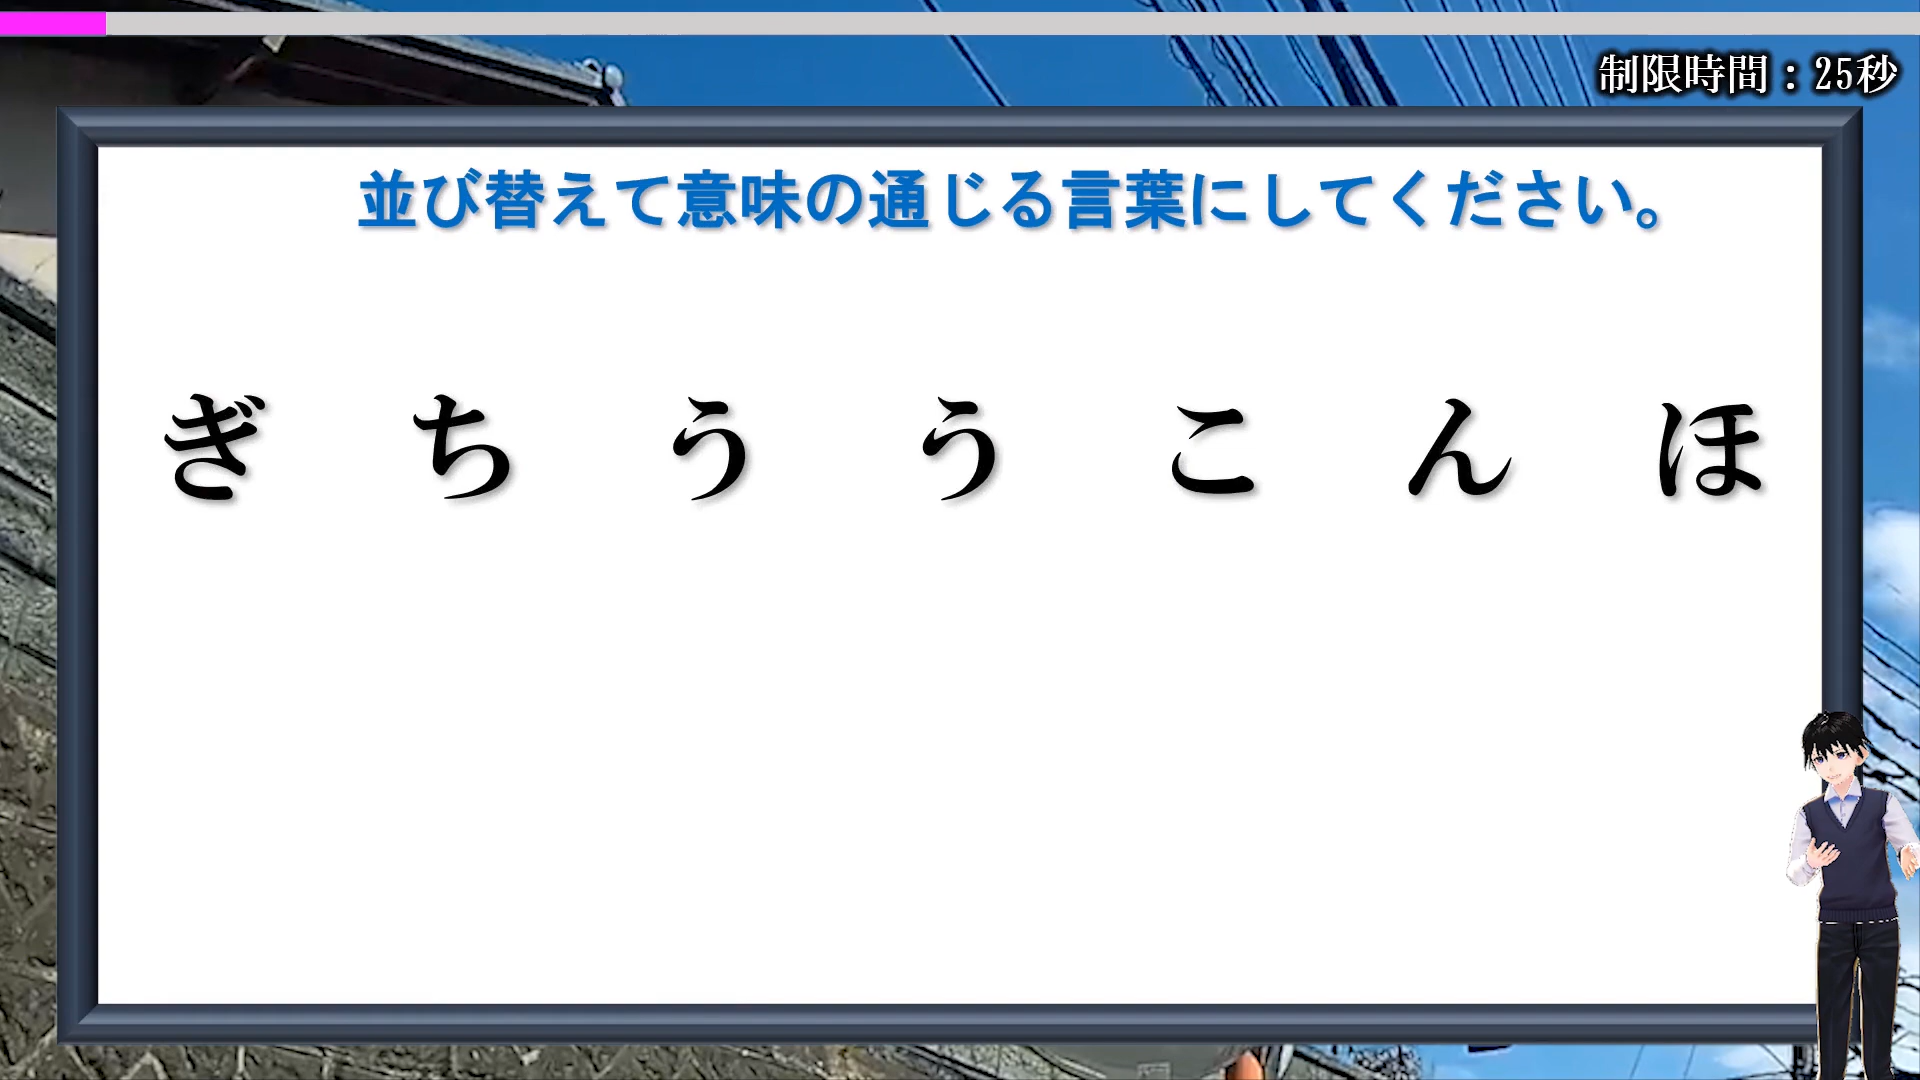 制限時間：25秒
並び替えて意味の通じる言葉にしてください。
ぎ ち う う こ ん ほ